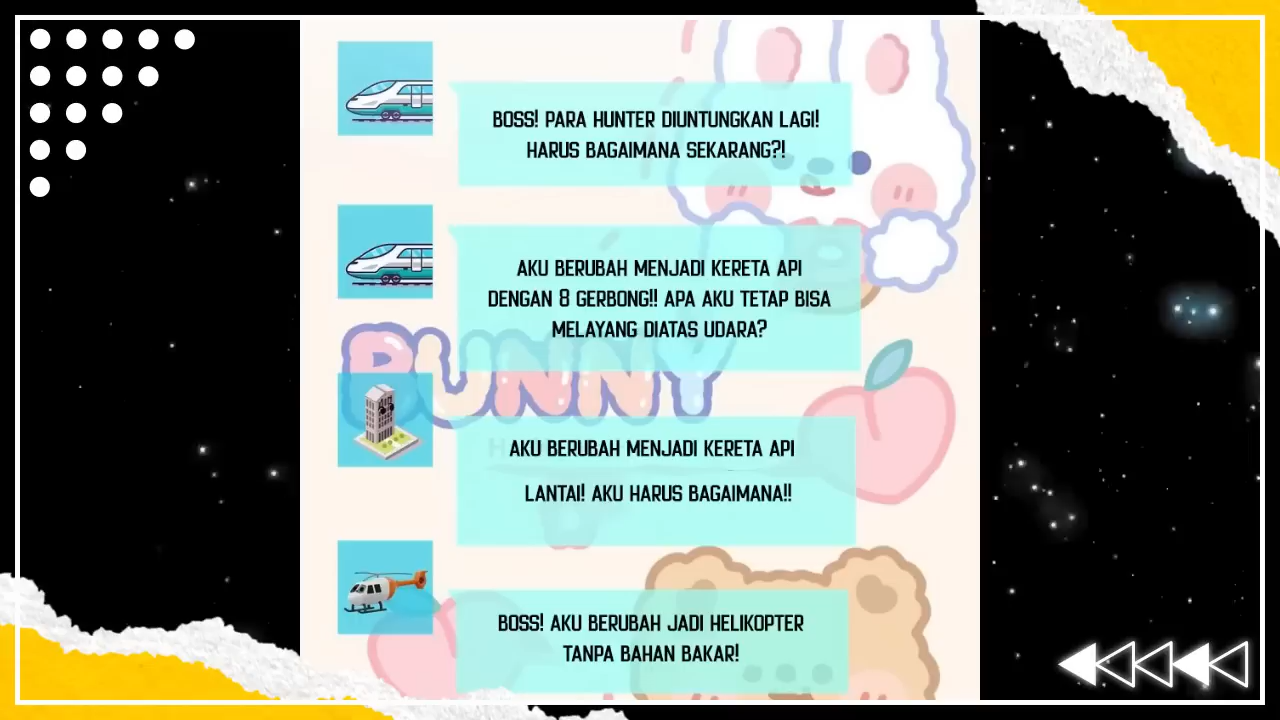 BOSS! PARA HUNTER DIUNTUNGKAN LAGI!
HARUS BAGAIMANA SEKARANG?!
AKU BERUBAH MENJADI KERETA API
DENGAN 8 GERBONG!! APA AKU TETAP BISA
MELAYANG DIATAS UDARA?
BUNNY
AKU BERUBAH MENJADI KERETA API
LANTAI! AKU HARUS BAGAIMANA!!
BOSS! AKU BERUBAH JADI HELIKOPTER
TANPA BAHAN BAKAR!